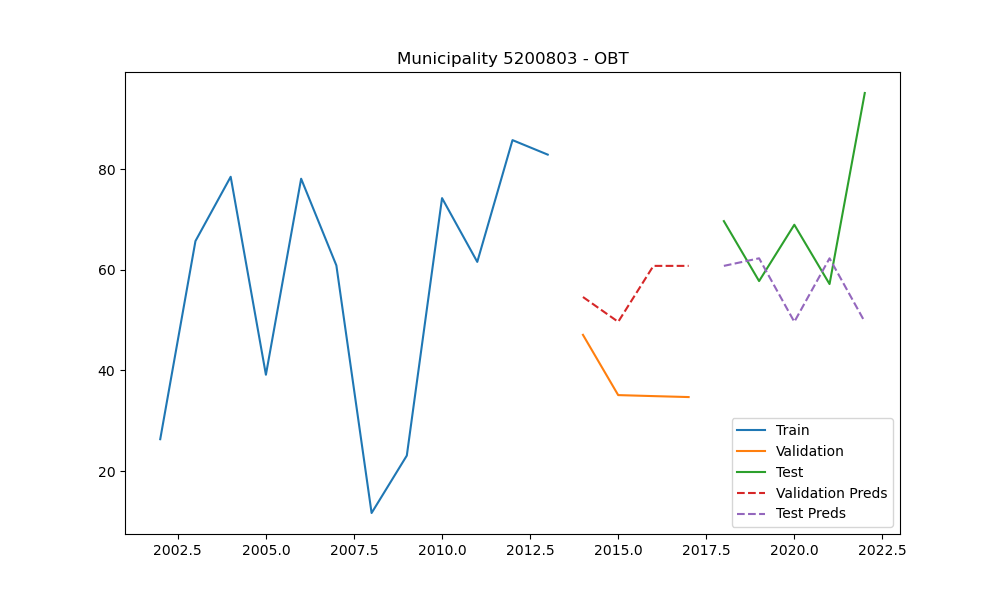 Municipality 5200803 - OBT
80
60
40
20
2002.5 2005.0 2007.5 2010.0 2012.5 2015.0 2017.5 2020.0 2022.5
Train
Validation
Test
Validation Preds
Test Preds